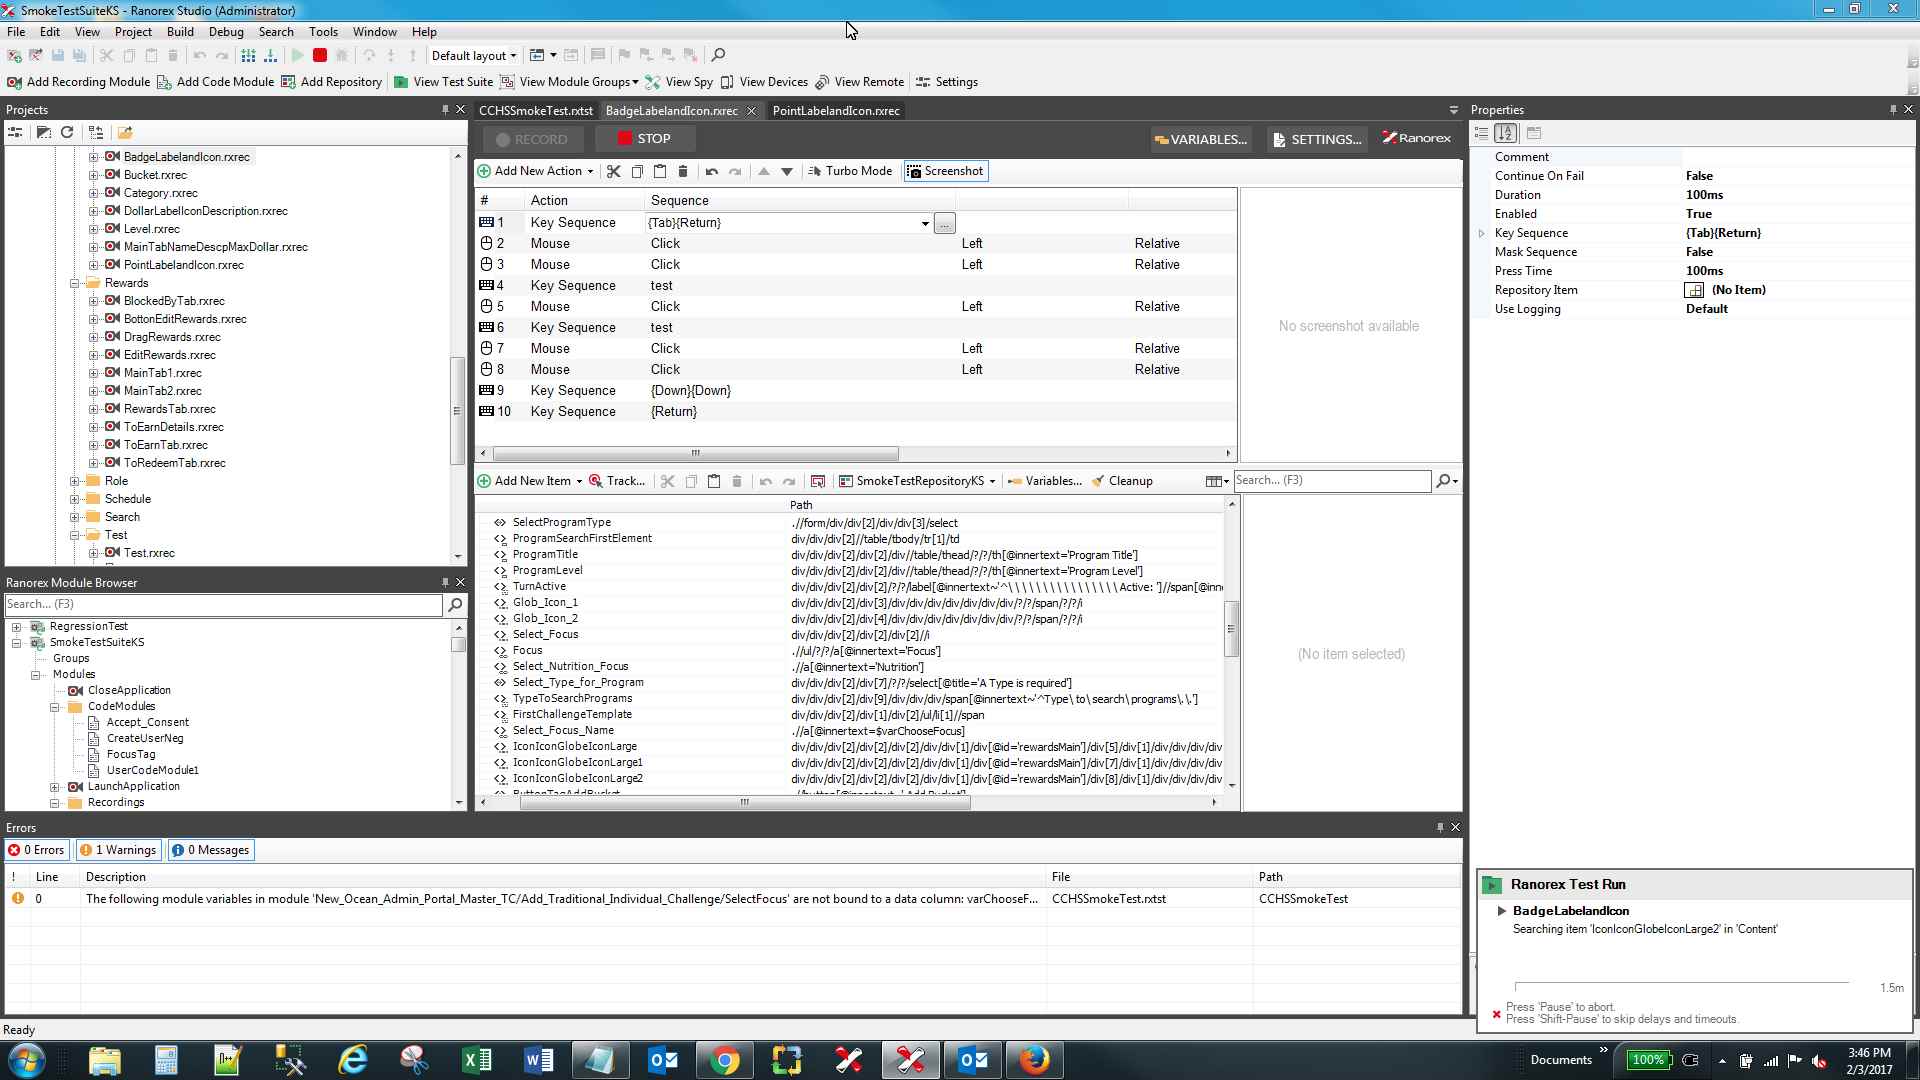 SmokeTestSuiteKS - Ranorex Studio (Administrator)
File Edit View Project Build Debug Search Tools Window Help
Default layout
Add Recording Module Add Code Module Add Repository View Test Suite View Module Groups View Spy View Devices View Remote Settings
Projects
BadgeLabelandIcon.rxrec
Bucket.rxrec
Category.rxrec
DollarLabelIconDescription.rxrec
Level.rxrec
MainTabNameDescpMaxDollar.rxrec
PointLabelandIcon.rxrec
Rewards
BlockedByTab.rxrec
BottonEditRewards.rxrec
DragRewards.rxrec
EditRewards.rxrec
MainTab1.rxrec
MainTab2.rxrec
RewardsTab.rxrec
ToEarnDetails.rxrec
ToEarnTab.rxrec
ToRedeemTab.rxrec
Role
Schedule
Search
Test
Test.rxrec
Ranorex Module Browser
Search... (F3)
RegressionTest
SmokeTestSuiteKS
Groups
Modules
CloseApplication
CodeModules
Accept_Consent
CreateUserNeg
FocusTag
UserCodeModule1
LaunchApplication
Recordings
CCHSSmokeTest.rxtst BadgeLabelandIcon.rxrec PointLabelandIcon.rxrec
RECORD STOP VARIABLES... SETTINGS... Ranorex
Add New Action Turbo Mode Screenshot
# Action Sequence
1 Key Sequence {Tab}{Return} ...
2 Mouse Click Left Relative
3 Mouse Click Left Relative
4 Key Sequence test
5 Mouse Click Left Relative
6 Key Sequence test
7 Mouse Click Left Relative
8 Mouse Click Left Relative
9 Key Sequence {Down}{Down}
10 Key Sequence {Return}
No screenshot available
Add New Item Track... SmokeTestRepositoryKS Variables... Cleanup Search... (F3)
Path
SelectProgramType .//form/div/div[2]/div/div[3]/select
ProgramSearchFirstElement div/div/div[2]//table/tbody/tr[1]/td
ProgramTitle div/div/div[2]/div[2]/div//table/thead/?/?/th[@innertext='Program Title']
ProgramLevel div/div/div[2]/div[2]/div//table/thead/?/?/th[@innertext='Program Level']
TurnActive
Glob_Icon_1 div/div/div[2]/div[3]/div/div/div/div/div/div/div/?/?/span/?/?/i
Glob_Icon_2 div/div/div[2]/div[4]/div/div/div/div/div/div/div/?/?/span/?/?/i
Select_Focus div/div/div[2]/div[2]/div[2]//i
Focus .//ul/?/?/a[@innertext='Focus']
Select_Nutrition_Focus .//a[@innertext='Nutrition']
Select_Type_for_Program div/div/div[2]/div[7]/?/?/select[@title='A Type is required']
TypeToSearchPrograms div/div/div[2]/div[9]/div/div/div/span[@innertext~'^Type\ to\ search\ programs\.\.']
FirstChallengeTemplate div/div/div[2]/div[1]/div[2]/ul/li[1]//span
Select_Focus_Name .//a[@innertext=$varChooseFocus]
IconIconGlobeIconLarge div/div/div[2]/div[2]/div[2]/div/div[1]/div[@id='rewardsMain']/div[5]/div[1]/div/div/div/div
IconIconGlobeIconLarge1 div/div/div[2]/div[2]/div[2]/div/div[1]/div[@id='rewardsMain']/div[7]/div[1]/div/div/div/div
IconIconGlobeIconLarge2 div/div/div[2]/div[2]/div[2]/div/div[1]/div[@id='rewardsMain']/div[8]/div[1]/div/div/div/div
ButtonTagAddBucket .//button[@innertext=' Add Bucket']
(No item selected)
Properties
Comment
Continue On Fail False
Duration 100ms
Enabled True
Key Sequence {Tab}{Return}
Mask Sequence False
Press Time 100ms
Repository Item (No Item)
Use Logging Default
Errors
0 Errors 1 Warnings 0 Messages
! Line Description File Path
0 The following module variables in module 'New_Ocean_Admin_Portal_Master_TC/Add_Traditional_Individual_Challenge/SelectFocus' are not bound to a data column: varChooseF... CCHSSmokeTest.rxtst CCHSSmokeTest
Ranorex Test Run
BadgeLabelandIcon
Searching item 'IconIconGlobeIconLarge2' in 'Content'
1.5m
Press 'Pause' to abort.
Press 'Shift-Pause' to skip delays and timeouts.
Ready
Documents » 100% 3:46 PM
2/3/2017